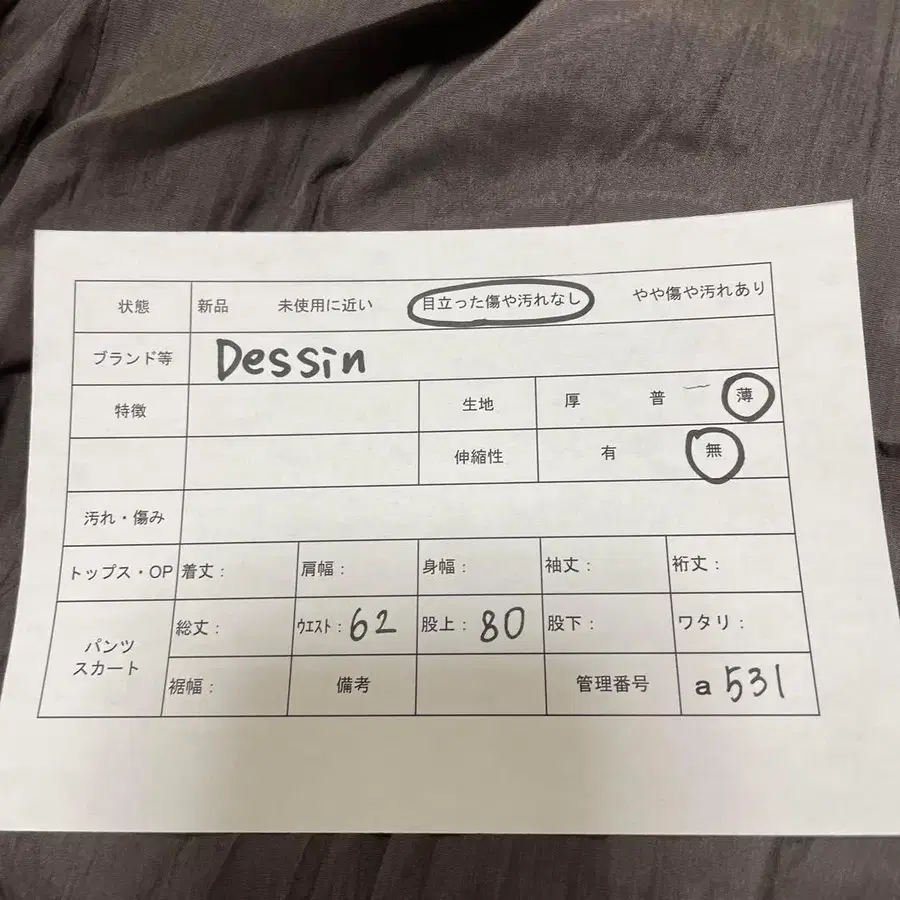 状態 新品 未使用に近い 目立った傷や汚れなし やや傷や汚れあり
ブランド等 Dessin
特徴 生地 厚 普 薄
伸縮性 有 無
汚れ・傷み
トップス・OP 着丈： 肩幅： 身幅： 袖丈： 裄丈：
パンツ
スカート
総丈： ウエスト：62 股上：80 股下： ワタリ：
裾幅： 備考 管理番号 a531